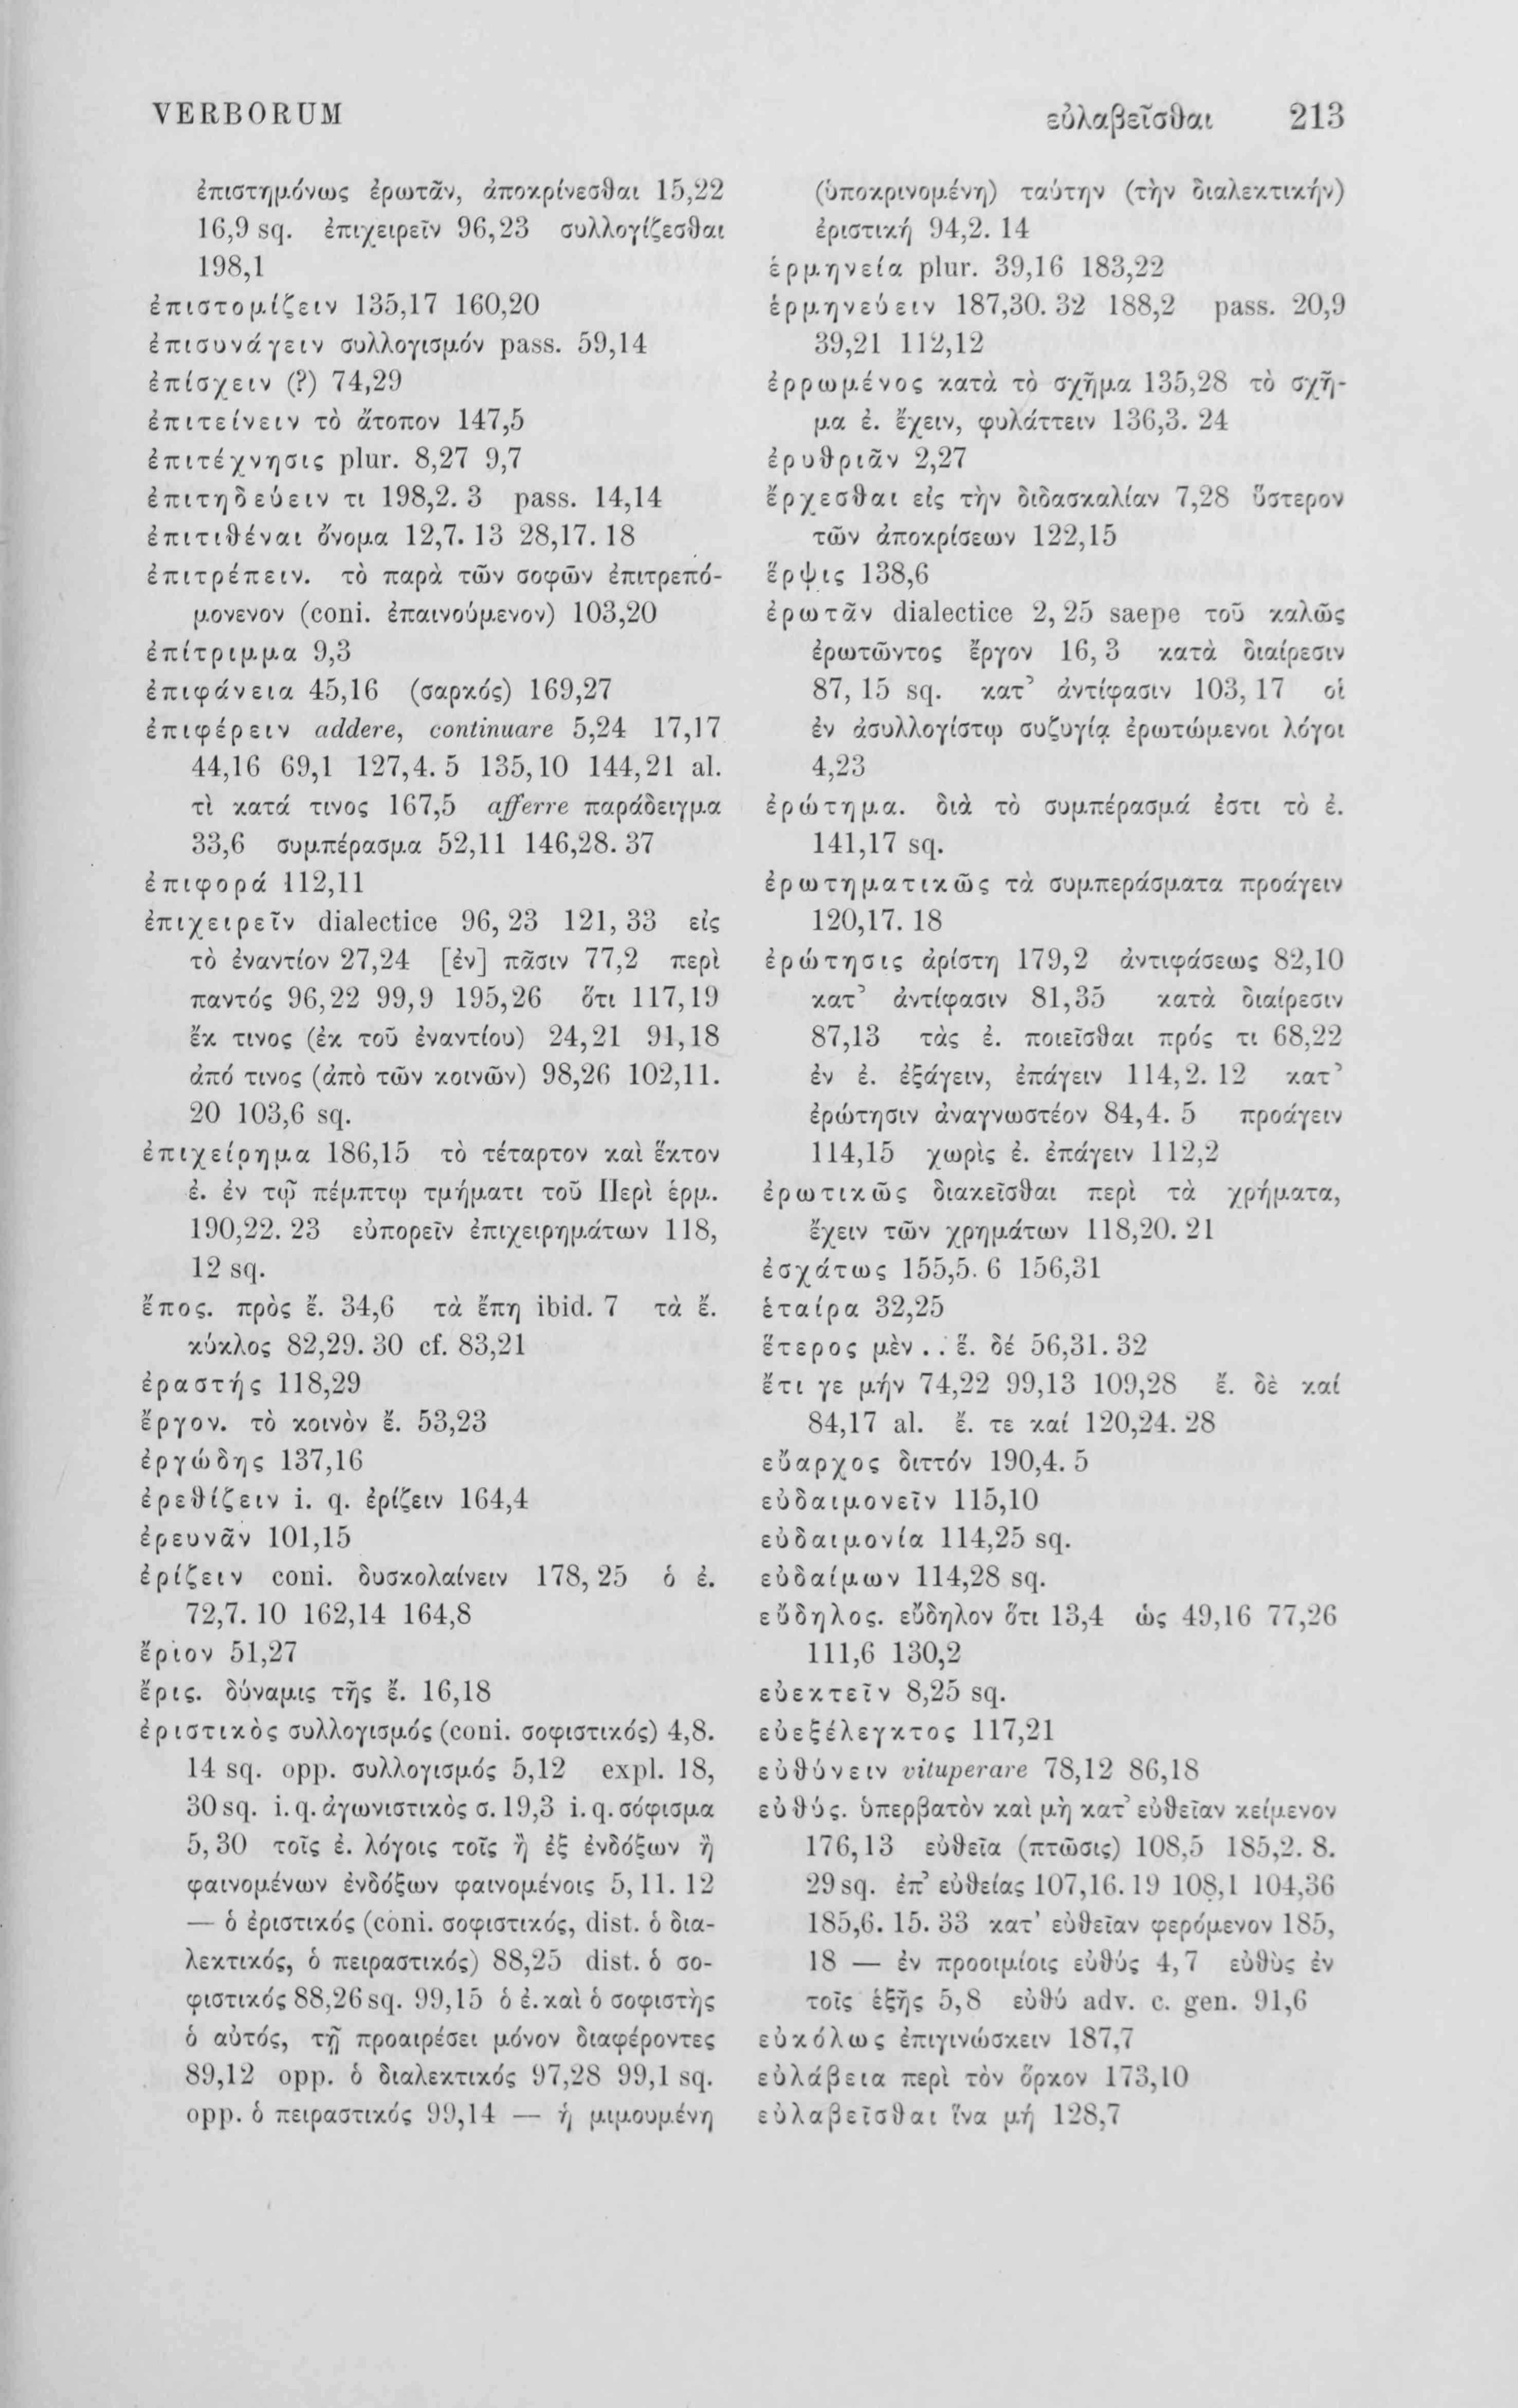 VERBORUM
εὐλαβεῖσθαι 213
ἐπιστημόνως ἐρωτᾶν, ἀποκρίνεσθαι 15,22
16,9 sq. ἐπιχειρεῖν 96,23 συλλογίζεσθαι
198,1
ἐπιστομίζειν 135,17 160,20
ἐπισυνάγειν συλλογισμόν pass. 59,14
ἐπίσχειν (?) 74,29
ἐπιτείνειν τὸ ἄτοπον 147,5
ἐπιτέχνησις plur. 8,27 9,7
ἐπιτηδεύειν τι 198,2. 3 pass. 14,14
ἐπιτιθέναι ὄνομα 12,7. 13 28,17. 18
ἐπιτρέπειν. τὸ παρὰ τῶν σοφῶν ἐπιτρεπό-
μονενον (coni. ἐπαινούμενον) 103,20
ἐπίτριμμα 9,3
ἐπιφάνεια 45,16 (σαρκός) 169,27
ἐπιφέρειν addere, continuare 5,24 17,17
44,16 69,1 127,4. 5 135,10 144,21 al.
τὶ κατά τινος 167,5 afferre παράδειγμα
33,6 συμπέρασμα 52,11 146,28. 37
ἐπιφορά 112,11
ἐπιχειρεῖν dialectice 96, 23 121, 33 εἰς
τὸ ἐναντίον 27,24 [ἐν] πᾶσιν 77,2 περὶ
παντός 96,22 99,9 195,26 ὅτι 117,19
ἔκ τινος (ἐκ τοῦ ἐναντίου) 24,21 91,18
ἀπό τινος (ἀπὸ τῶν κοινῶν) 98,26 102,11.
20 103,6 sq.
ἐπιχείρημα 186,15 τὸ τέταρτον καὶ ἕκτον
ἐ. ἐν τῷ πέμπτῳ τμήματι τοῦ Περὶ ἑρμ.
190,22. 23 εὐπορεῖν ἐπιχειρημάτων 118,
12 sq.
ἔπος. πρὸς ἔ. 34,6 τὰ ἔπη ibid. 7 τὰ ἔ.
κύκλος 82,29. 30 cf. 83,21
ἐραστής 118,29
ἔργον. τὸ κοινὸν ἔ. 53,23
ἐργώδης 137,16
ἐρεθίζειν i. q. ἐρίζειν 164,4
ἐρευνᾶν 101,15
ἐρίζειν coni. δυσκολαίνειν 178, 25 ὁ ἐ.
72,7. 10 162,14 164,8
ἔριον 51,27
ἔρις. δύναμις τῆς ἔ. 16,18
ἐριστικὸς συλλογισμός (coni. σοφιστικός) 4,8.
14 sq. opp. συλλογισμός 5,12 expl. 18,
30 sq. i. q. ἀγωνιστικὸς σ. 19,3 i. q. σόφισμα
5, 30 τοῖς ἐ. λόγοις τοῖς ἢ ἐξ ἐνδόξων ἢ
φαινομένων ἐνδόξων φαινομένοις 5, 11. 12
— ὁ ἐριστικός (coni. σοφιστικός, dist. ὁ δια-
λεκτικός, ὁ πειραστικός) 88,25 dist. ὁ σο-
φιστικός 88,26 sq. 99,15 ὁ ἐ. καὶ ὁ σοφιστὴς
ὁ αὐτός, τῇ προαιρέσει μόνον διαφέροντες
89,12 opp. ὁ διαλεκτικός 97,28 99,1 sq.
opp. ὁ πειραστικός 99,14 — ἡ μιμουμένη
(ὑποκρινομένη) ταύτην (τὴν διαλεκτικήν)
ἐριστική 94,2. 14
ἑρμηνεία plur. 39,16 183,22
ἑρμηνεύειν 187,30. 32 188,2 pass. 20,9
39,21 112,12
ἐρρωμένος κατὰ τὸ σχῆμα 135,28 τὸ σχῆ-
μα ἐ. ἔχειν, φυλάττειν 136,3. 24
ἐρυθριᾶν 2,27
ἔρχεσθαι εἰς τὴν διδασκαλίαν 7,28 ὕστερον
τῶν ἀποκρίσεων 122,15
ἕρψις 138,6
ἐρωτᾶν dialectice 2, 25 saepe τοῦ καλῶς
ἐρωτῶντος ἔργον 16, 3 κατὰ διαίρεσιν
87, 15 sq. κατ’ ἀντίφασιν 103, 17 οἱ
ἐν ἀσυλλογίστῳ συζυγίᾳ ἐρωτώμενοι λόγοι
4,23
ἐρώτημα. διὰ τὸ συμπέρασμά ἐστι τὸ ἐ.
141,17 sq.
ἐρωτηματικῶς τὰ συμπεράσματα προάγειν
120,17. 18
ἐρώτησις ἀρίστη 179,2 ἀντιφάσεως 82,10
κατ’ ἀντίφασιν 81,35 κατὰ διαίρεσιν
87,13 τὰς ἐ. ποιεῖσθαι πρός τι 68,22
ἐν ἐ. ἐξάγειν, ἐπάγειν 114, 2. 12 κατ’
ἐρώτησιν ἀναγνωστέον 84,4. 5 προάγειν
114,15 χωρὶς ἐ. ἐπάγειν 112,2
ἐρωτικῶς διακεῖσθαι περὶ τὰ χρήματα,
ἔχειν τῶν χρημάτων 118,20. 21
ἐσχάτως 155,5. 6 156,31
ἑταίρα 32,25
ἕτερος μὲν . . ἕ. δέ 56,31. 32
ἔτι γε μήν 74,22 99,13 109,28 ἔ. δὲ καί
84,17 al. ἔ. τε καί 120,24. 28
εὔαρχος διττόν 190,4. 5
εὐδαιμονεῖν 115,10
εὐδαιμονία 114,25 sq.
εὐδαίμων 114,28 sq.
εὔδηλος. εὔδηλον ὅτι 13,4 ὡς 49,16 77,26
111,6 130,2
εὐεκτεῖν 8,25 sq.
εὐεξέλεγκτος 117,21
εὐθύνειν vituperare 78,12 86,18
εὐθύς. ὑπερβατὸν καὶ μὴ κατ’ εὐθεῖαν κείμενον
176,13 εὐθεῖα (πτῶσις) 108,5 185,2. 8.
29 sq. ἐπ’ εὐθείας 107,16. 19 108,1 104,36
185,6. 15. 33 κατ’ εὐθεῖαν φερόμενον 185,
18 — ἐν προοιμίοις εὐθύς 4, 7 εὐθὺς ἐν
τοῖς ἑξῆς 5,8 εὐθύ adv. c. gen. 91,6
εὐκόλως ἐπιγινώσκειν 187,7
εὐλάβεια περὶ τὸν ὅρκον 173,10
εὐλαβεῖσθαι ἵνα μή 128,7